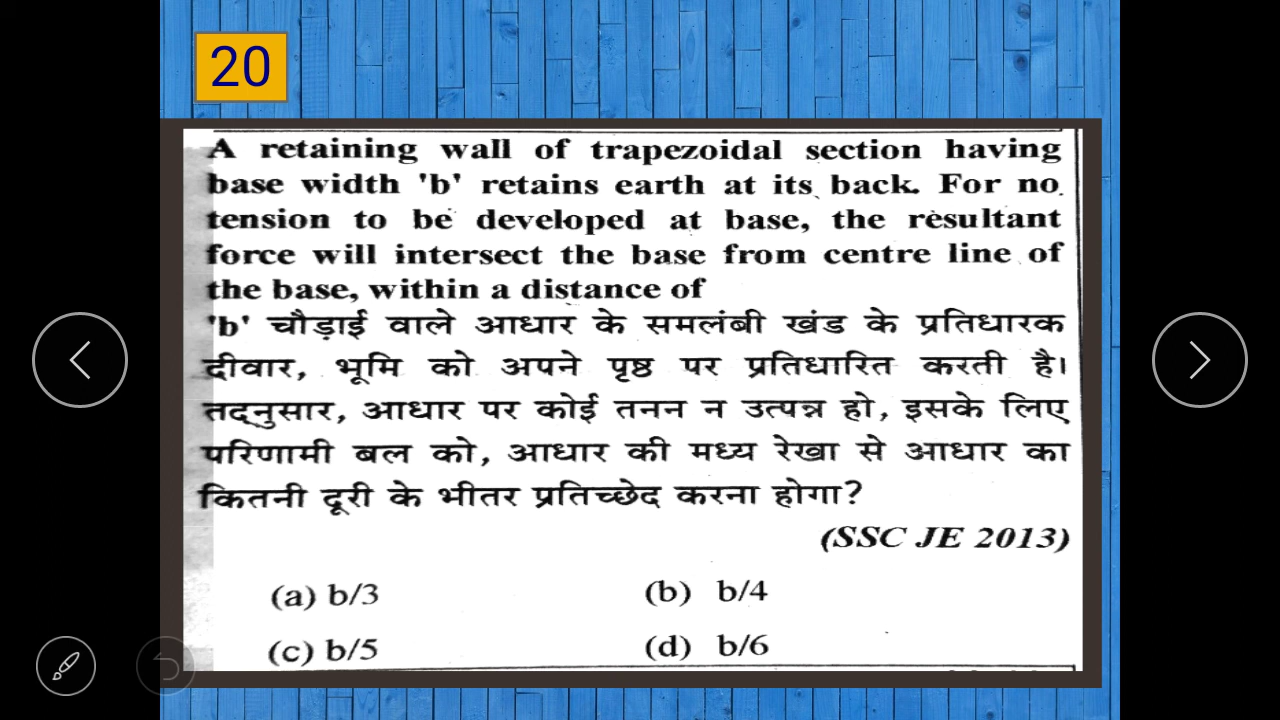 20
A retaining wall of trapezoidal section having
base width 'b' retains earth at its back. For no
tension to be developed at base, the resultant
force will intersect the base from centre line of
the base, within a distance of
'b' चौड़ाई वाले आधार के समलंबी खंड के प्रतिधारक
दीवार, भूमि को अपने पृष्ठ पर प्रतिधारित करती है।
तद्नुसार, आधार पर कोई तनन न उत्पन्न हो, इसके लिए
परिणामी बल को, आधार की मध्य रेखा से आधार का
कितनी दूरी के भीतर प्रतिच्छेद करना होगा?
(SSC JE 2013)
(a) b/3 (b) b/4
(c) b/5 (d) b/6